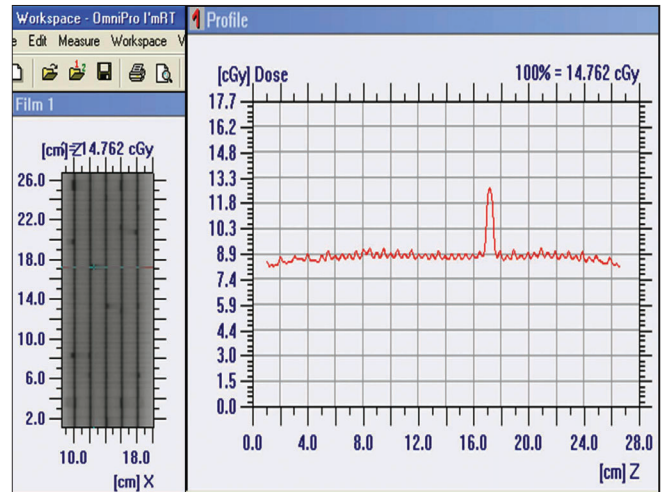 Workspace - OmniPro I'mRT
e Edit Measure Workspace V
Film 1
[cm] Z 14.762 cGy
26.0
22.0
18.0
14.0
10.0
6.0
2.0
10.0 18.0
[cm] X
Profile
[cGy] Dose 100% = 14.762 cGy
17.7
16.2
14.8
13.3
11.8
10.3
8.9
7.4
5.9
4.4
3.0
1.5
0.0
0.0 4.0 8.0 12.0 16.0 20.0 24.0 28.0
[cm] Z